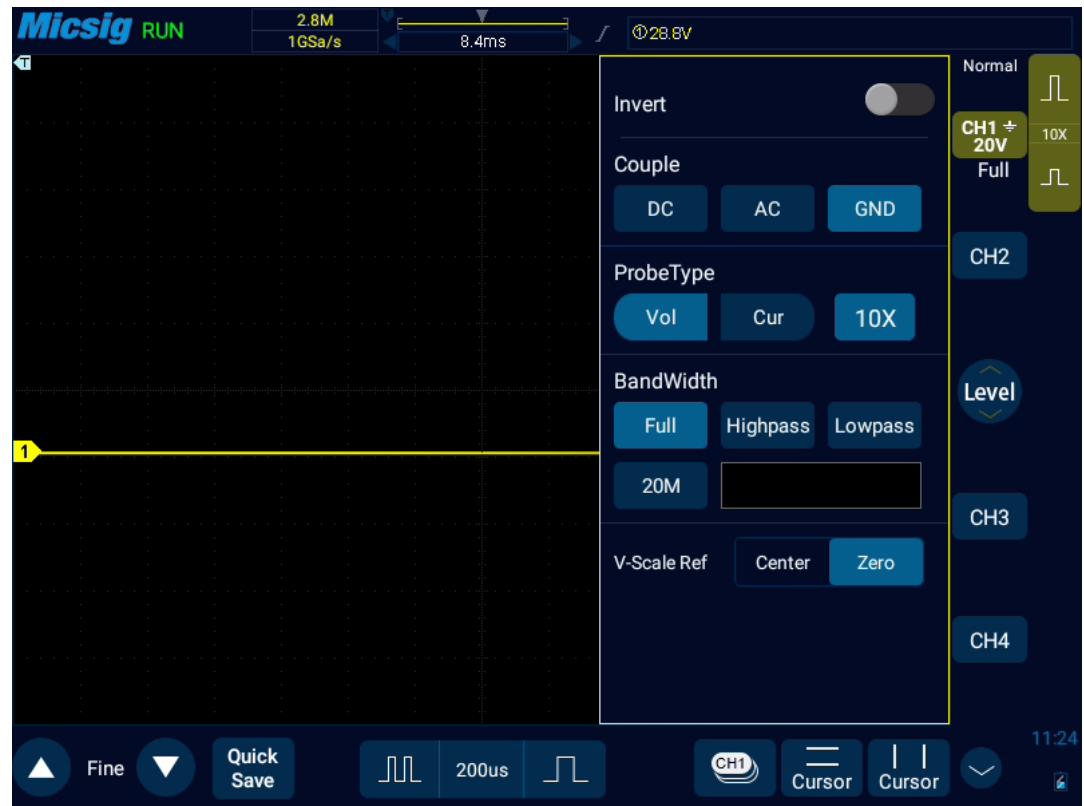 Micsig RUN
2.8M
1GSa/s
T
8.4ms
①28.8V
T
Invert
Couple
DC AC GND
ProbeType
Vol Cur 10X
BandWidth
Full Highpass Lowpass
20M
V-Scale Ref Center Zero
Normal
CH1
20V
Full
10X
CH2
Level
CH3
CH4
1
Fine
Quick
Save
200us
CH1
Cursor
Cursor
11:24